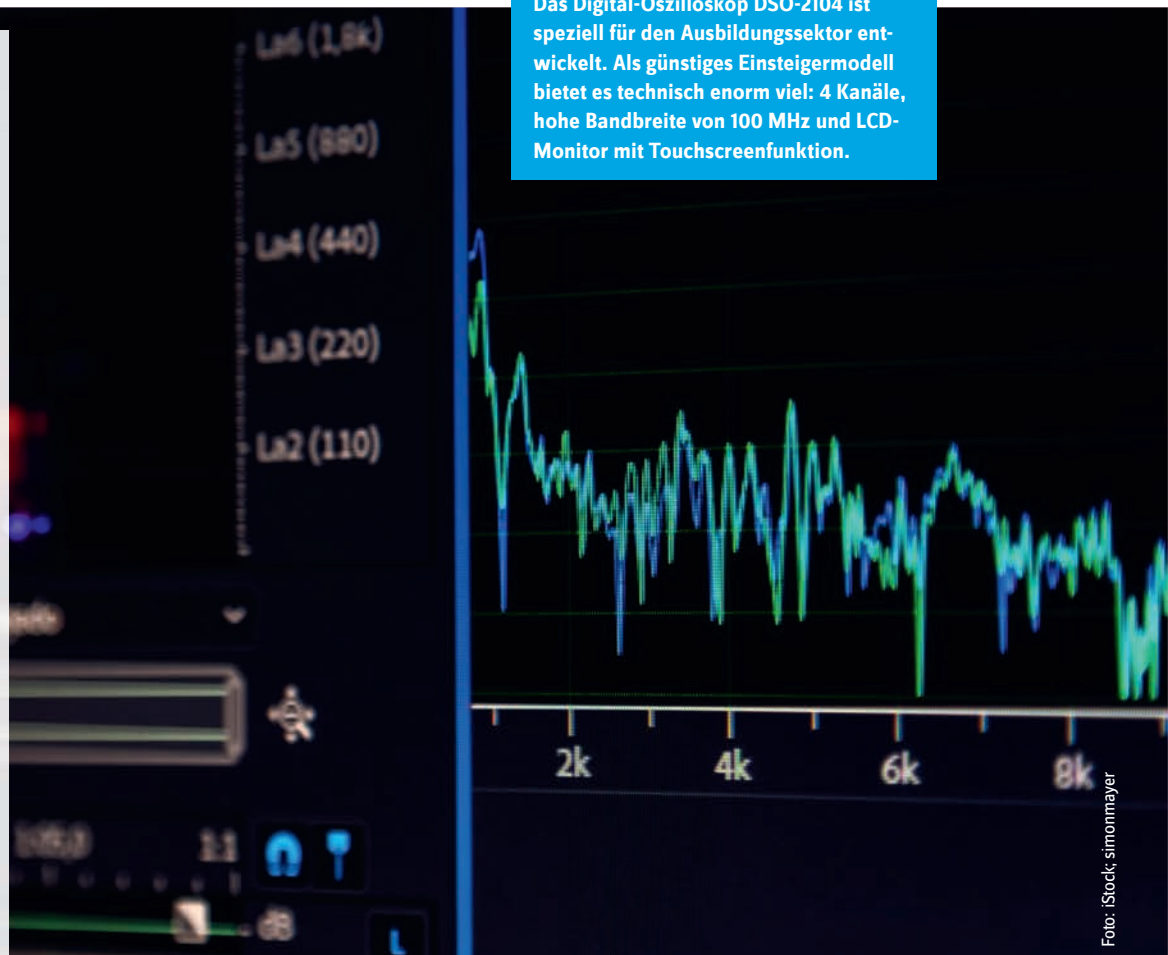 Das Digital-Oszilloskop DSO-2104 ist
speziell für den Ausbildungssektor ent-
wickelt. Als günstiges Einsteigermodell
bietet es technisch enorm viel: 4 Kanäle,
hohe Bandbreite von 100 MHz und LCD-
Monitor mit Touchscreenfunktion.
La6 (1,8k)
La5 (880)
La4 (440)
La3 (220)
La2 (110)
2k 4k 6k 8k
1:1
dB
L
Foto: iStock; simonmayer